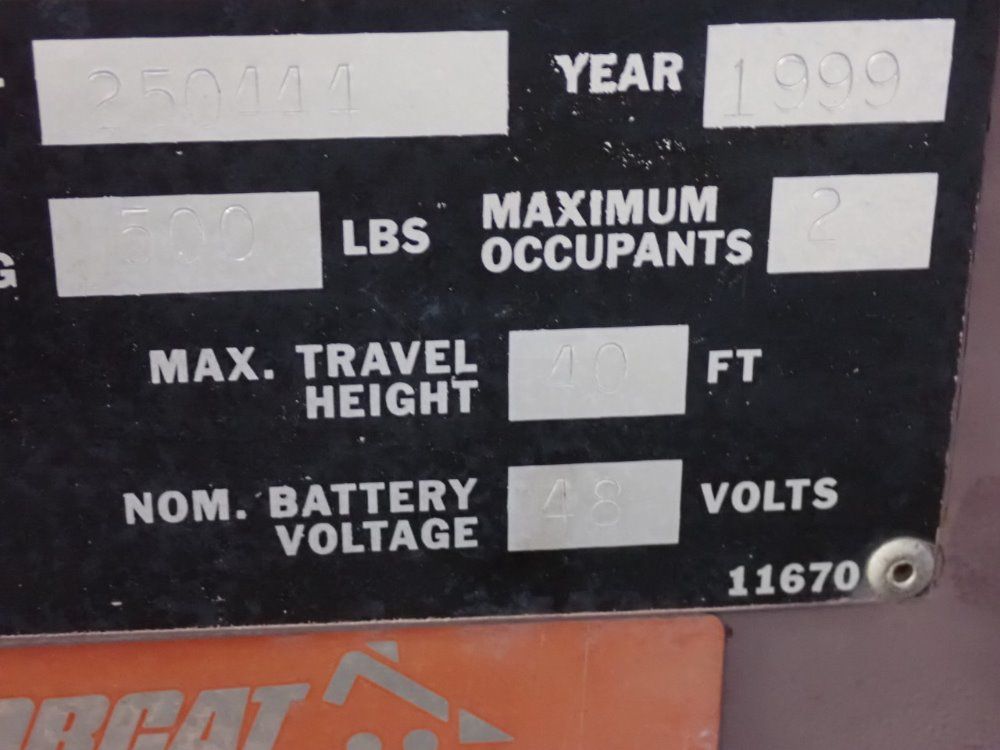 250444 YEAR 1999
G 500 LBS MAXIMUM
OCCUPANTS 2
MAX. TRAVEL
HEIGHT 40 FT
NOM. BATTERY
VOLTAGE 48 VOLTS
11670
OBCAT